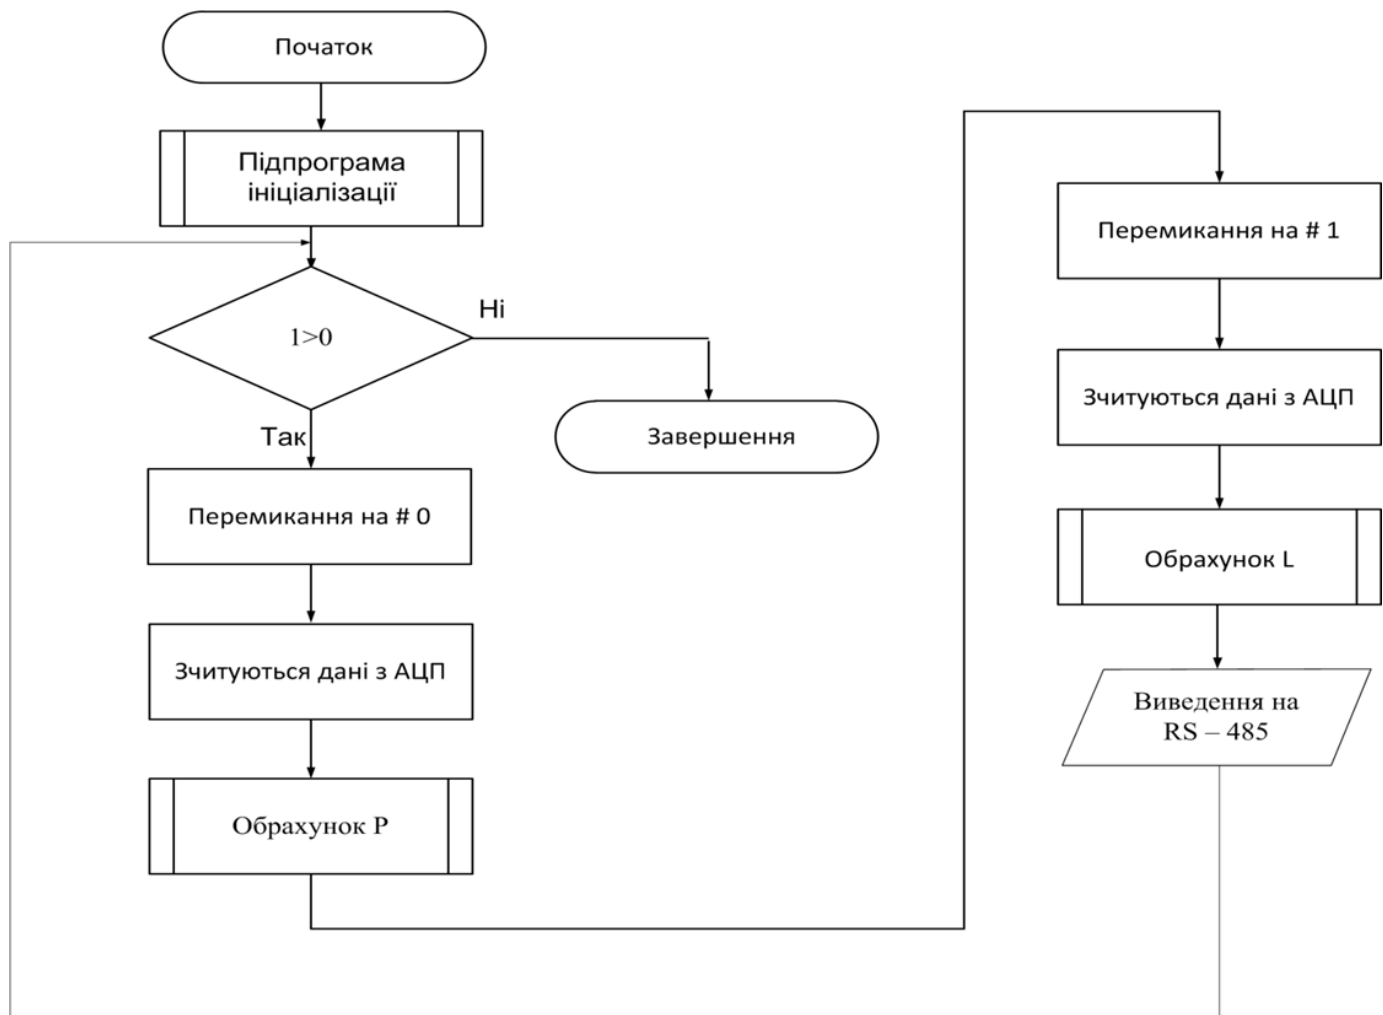 Початок
Підпрограма
ініціалізації
1>0
Ні
Завершення
Так
Перемикання на # 0
Зчитуються дані з АЦП
Обрахунок Р
Перемикання на # 1
Зчитуються дані з АЦП
Обрахунок L
Виведення на
RS – 485